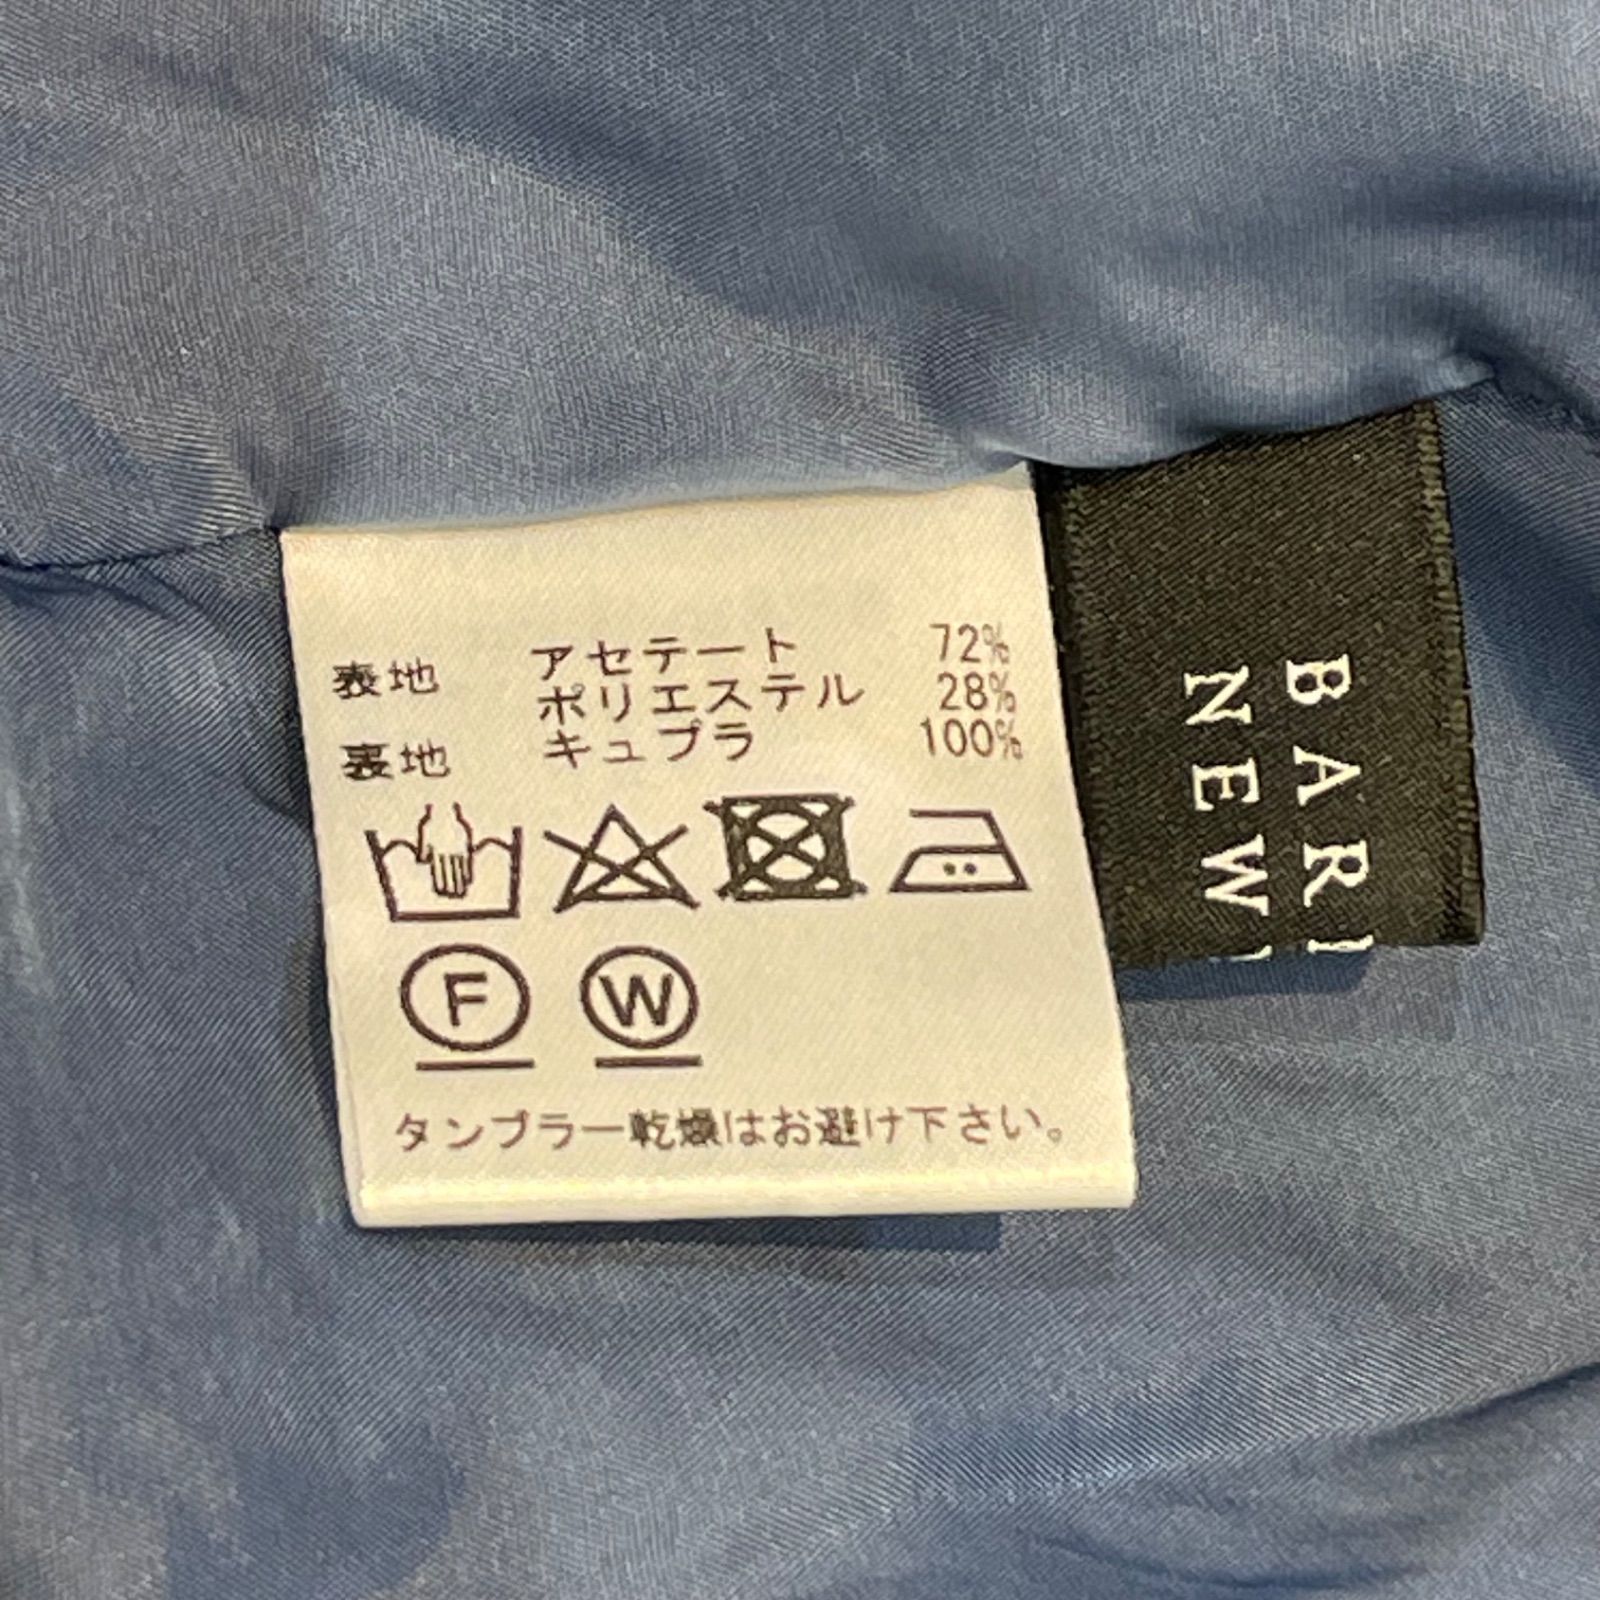 表地 アセテート 72%
ポリエステル 28%
裏地 キュプラ 100%
F W
タンブラー乾燥はお避け下さい。
BAR
NEW